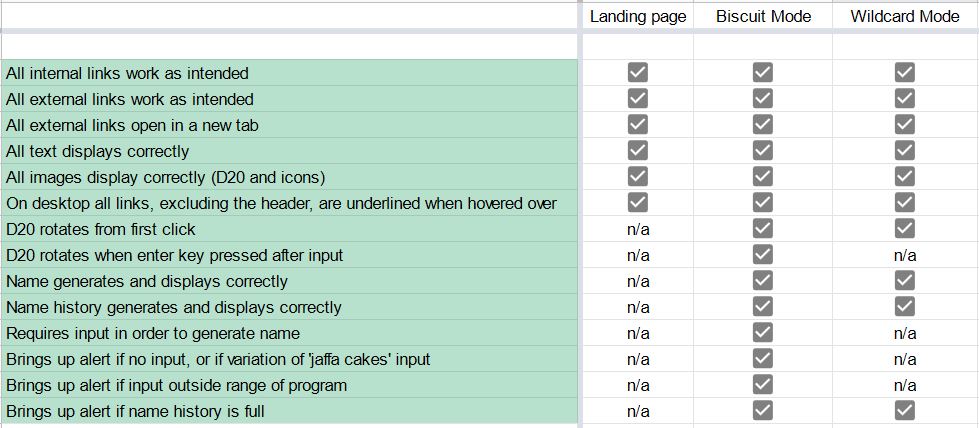 Landing page Biscuit Mode Wildcard Mode
All internal links work as intended
All external links work as intended
All external links open in a new tab
All text displays correctly
All images display correctly (D20 and icons)
On desktop all links, excluding the header, are underlined when hovered over
D20 rotates from first click n/a
D20 rotates when enter key pressed after input n/a n/a
Name generates and displays correctly n/a
Name history generates and displays correctly n/a
Requires input in order to generate name n/a n/a
Brings up alert if no input, or if variation of 'jaffa cakes' input n/a n/a
Brings up alert if input outside range of program n/a n/a
Brings up alert if name history is full n/a